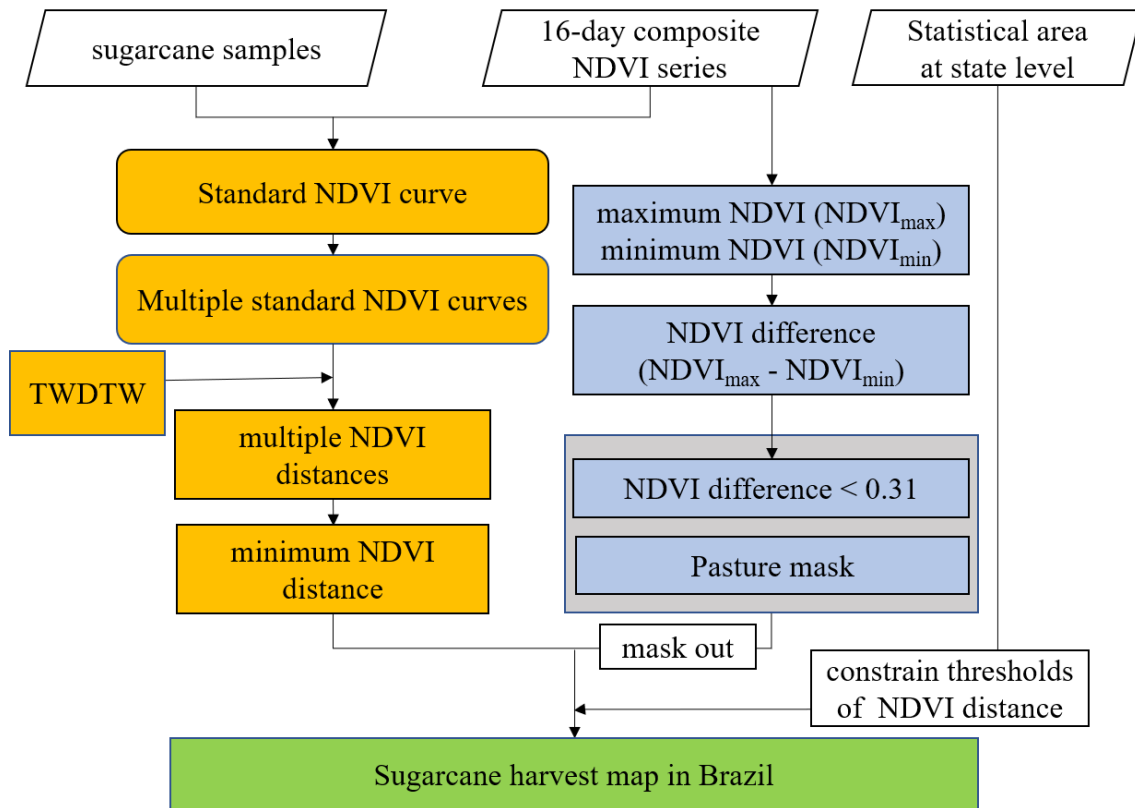 sugarcane samples
16-day composite
NDVI series
Statistical area
at state level
Standard NDVI curve
maximum NDVI (NDVImax)
minimum NDVI (NDVImin)
Multiple standard NDVI curves
NDVI difference
(NDVImax - NDVImin)
TWDTW
multiple NDVI
distances
NDVI difference < 0.31
minimum NDVI
distance
Pasture mask
mask out
constrain thresholds
of NDVI distance
Sugarcane harvest map in Brazil